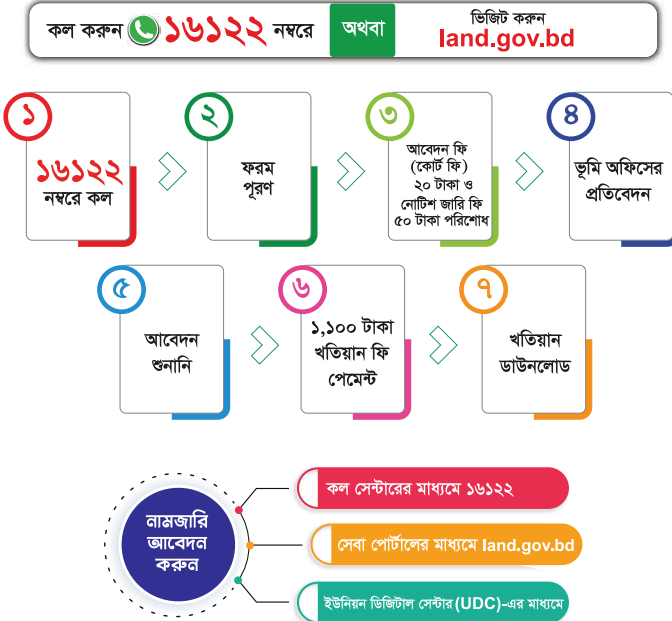 কল করুন ১৬১২২ নম্বরে
অথবা
ভিজিট করুন
land.gov.bd
১
১৬১২২
নম্বরে কল
২
ফরম
পূরণ
৩
আবেদন ফি
(কোর্ট ফি)
২০ টাকা ও
নোটিশ জারি ফি
৫০ টাকা পরিশোধ
৪
ভূমি অফিসের
প্রতিবেদন
৫
আবেদন
শুনানি
৬
১,১০০ টাকা
খতিয়ান ফি
পেমেন্ট
৭
খতিয়ান
ডাউনলোড
নামজারি
আবেদন
করুন
কল সেন্টারের মাধ্যমে ১৬১২২
সেবা পোর্টালের মাধ্যমে land.gov.bd
ইউনিয়ন ডিজিটাল সেন্টার (UDC)-এর মাধ্যমে